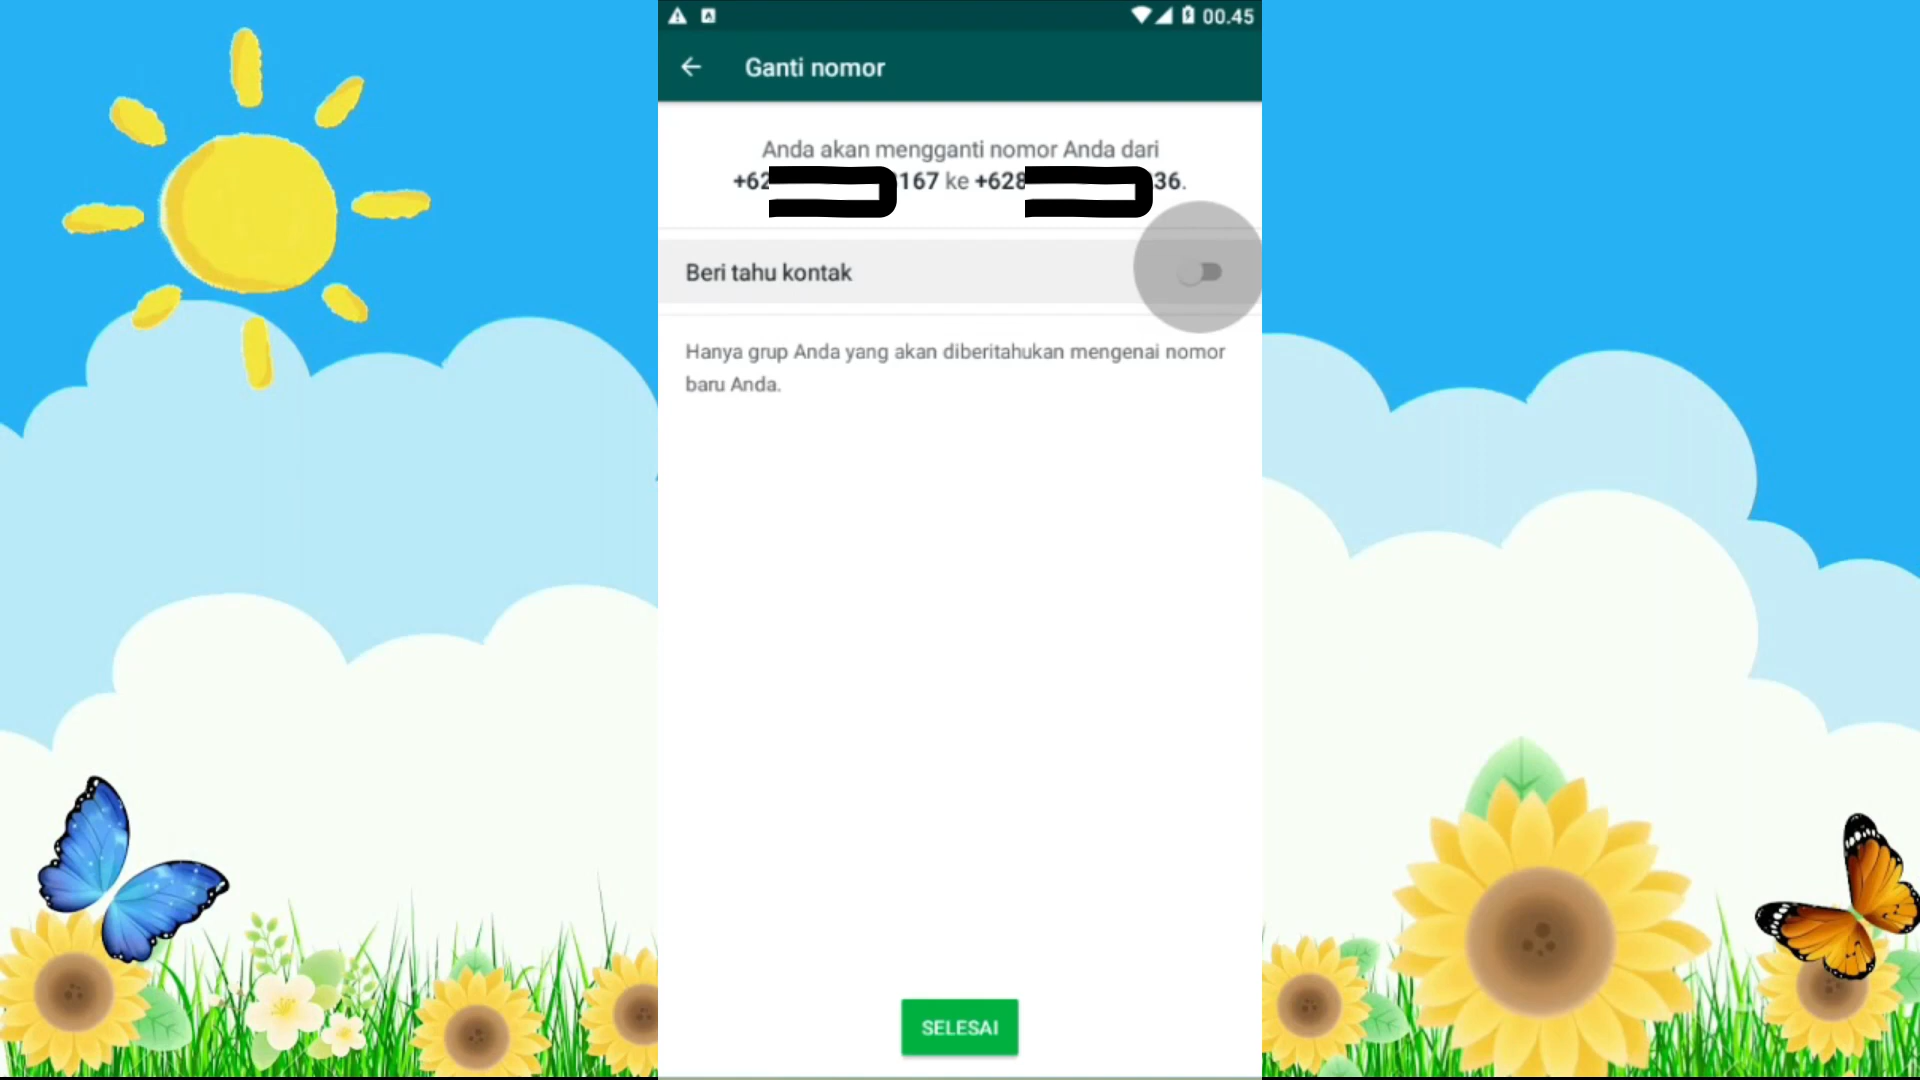 00.45
Ganti nomor
Anda akan mengganti nomor Anda dari
+62 167 ke +628 36.
Beri tahu kontak
Hanya grup Anda yang akan diberitahukan mengenai nomor
baru Anda.
SELESAI